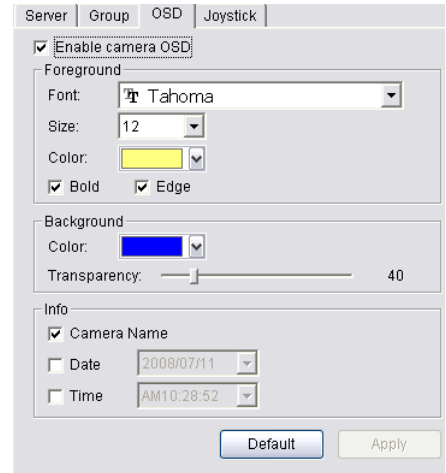 Server Group OSD Joystick
Enable camera OSD
Foreground
Font: Tahoma
Size: 12
Color:
Bold Edge
Background
Color:
Transparency: 40
Info
Camera Name
Date 2008/07/11
Time AM10:28:52
Default Apply